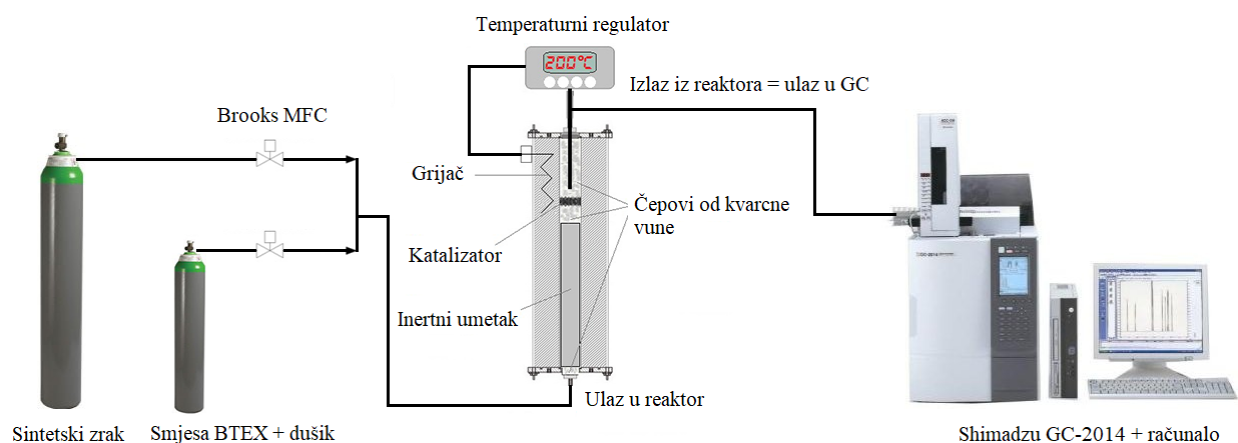 Temperaturni regulator
200°C
Izlaz iz reaktora = ulaz u GC
Brooks MFC
Grijač
Čepovi od kvarcne
vune
Katalizator
Inertni umetak
Ulaz u reaktor
Sintetski zrak
Smjesa BTEX + dušik
Shimadzu GC-2014 + računalo